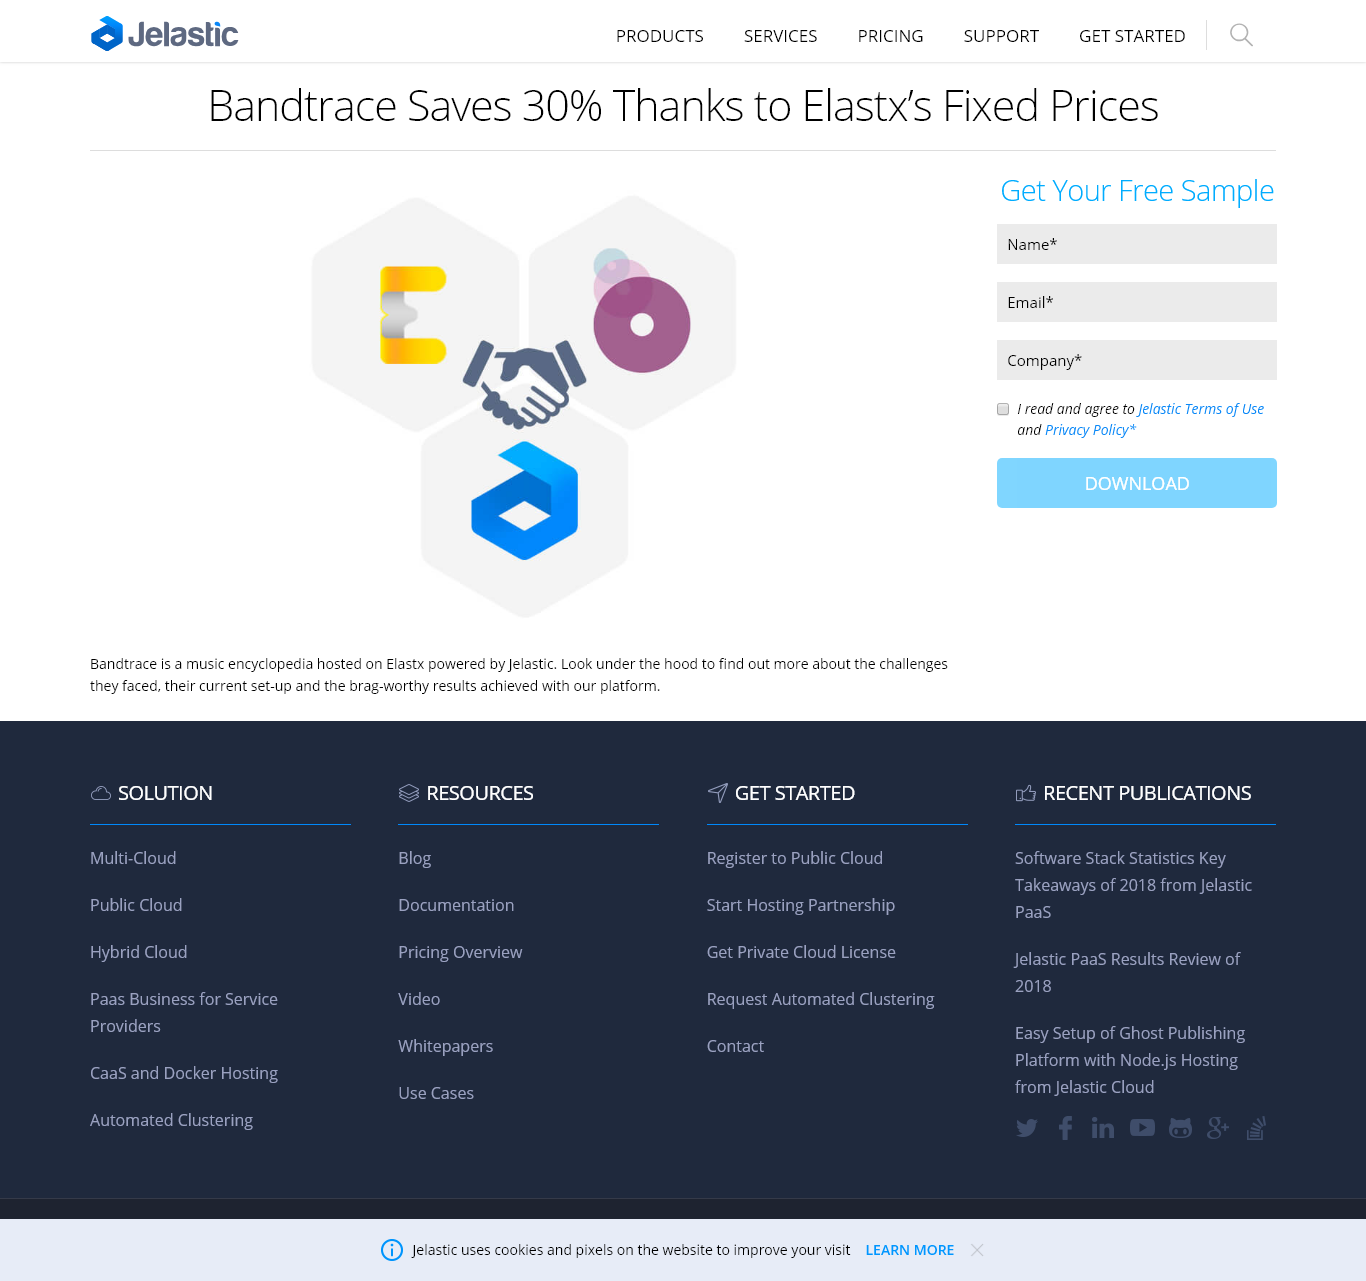 Jelastic
PRODUCTS
SERVICES
PRICING
SUPPORT
GET STARTED
Bandtrace Saves 30% Thanks to Elastx’s Fixed Prices
Get Your Free Sample
Name*
Email*
Company*
I read and agree to Jelastic Terms of Use
and Privacy Policy*
DOWNLOAD
Bandtrace is a music encyclopedia hosted on Elastx powered by Jelastic. Look under the hood to find out more about the challenges
they faced, their current set-up and the brag-worthy results achieved with our platform.
SOLUTION
Multi-Cloud
Public Cloud
Hybrid Cloud
Paas Business for Service
Providers
CaaS and Docker Hosting
Automated Clustering
RESOURCES
Blog
Documentation
Pricing Overview
Video
Whitepapers
Use Cases
GET STARTED
Register to Public Cloud
Start Hosting Partnership
Get Private Cloud License
Request Automated Clustering
Contact
RECENT PUBLICATIONS
Software Stack Statistics Key
Takeaways of 2018 from Jelastic
PaaS
Jelastic PaaS Results Review of
2018
Easy Setup of Ghost Publishing
Platform with Node.js Hosting
from Jelastic Cloud
Jelastic uses cookies and pixels on the website to improve your visit
LEARN MORE